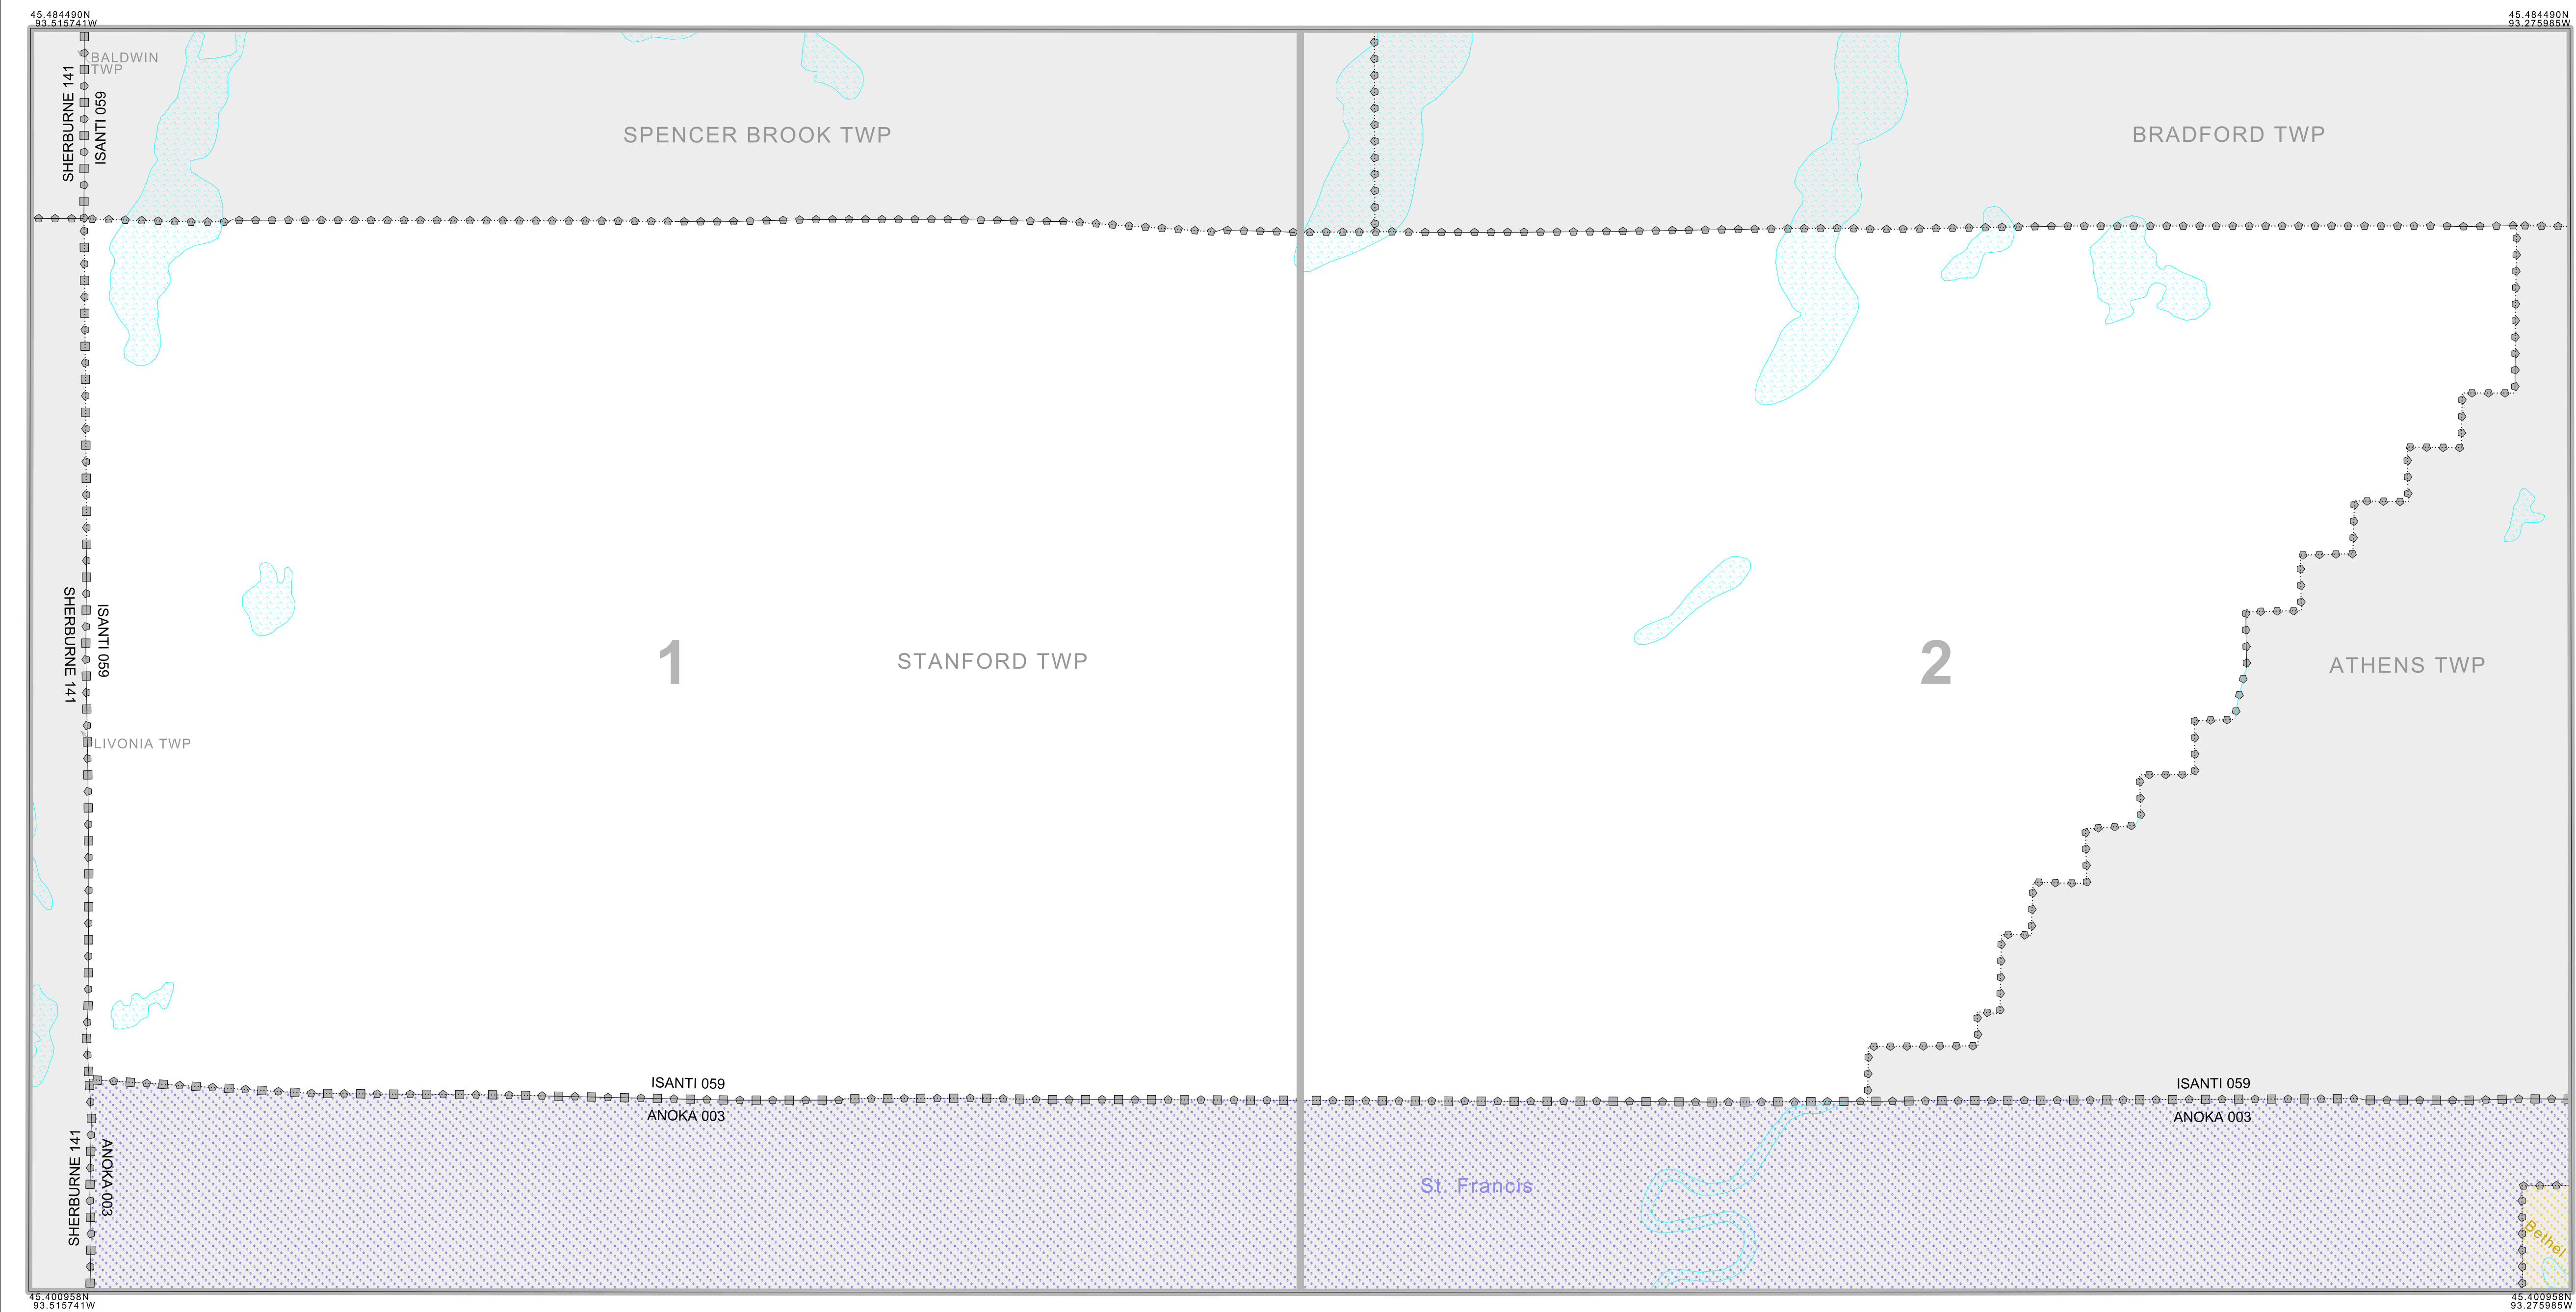 45.484490N
93.515741W
45.484490N
93.275985W
BALDWIN
TWP
SHERBURNE 141
ISANTI 059
SPENCER BROOK TWP
BRADFORD TWP
SHERBURNE 141
ISANTI 059
1
STANFORD TWP
2
ATHENS TWP
LIVONIA TWP
ISANTI 059
ANOKA 003
ISANTI 059
ANOKA 003
SHERBURNE 141
ANOKA 003
St. Francis
Bethel
45.400958N
93.515741W
45.400958N
93.275985W